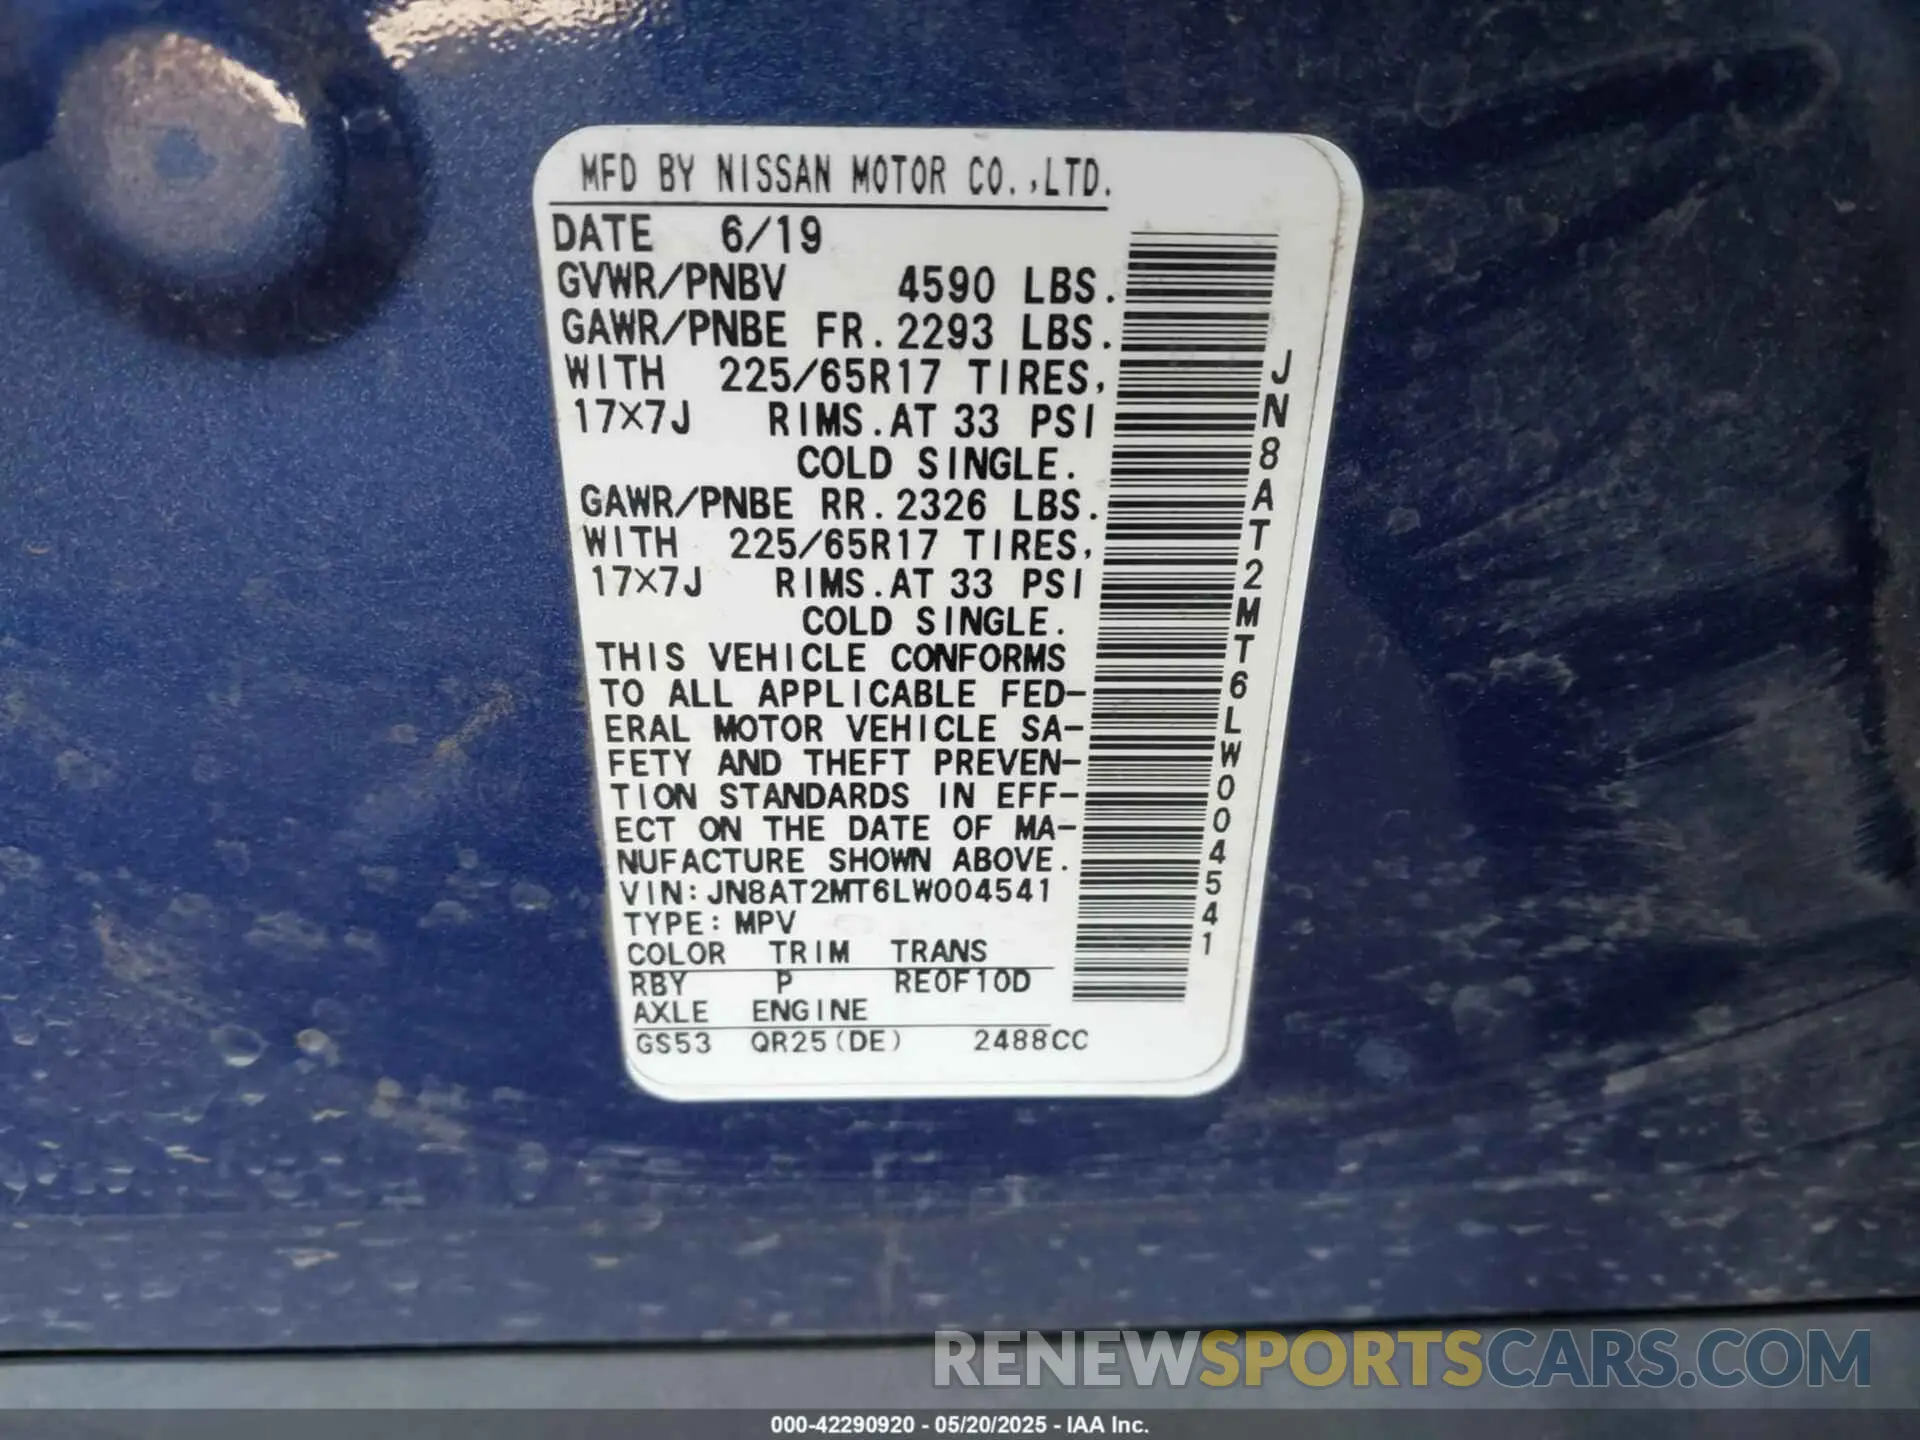 MFD BY NISSAN MOTOR CO.,LTD.
DATE 6/19
GVWR/PNBV 4590 LBS.
GAWR/PNBE FR. 2293 LBS.
WITH 225/65R17 TIRES,
17×7J RIMS. AT 33 PSI
COLD SINGLE.
GAWR/PNBE RR. 2326 LBS.
WITH 225/65R17 TIRES,
17×7J RIMS. AT 33 PSI
COLD SINGLE.
THIS VEHICLE CONFORMS
TO ALL APPLICABLE FED-
ERAL MOTOR VEHICLE SA-
FETY AND THEFT PREVEN-
TION STANDARDS IN EFF-
ECT ON THE DATE OF MA-
NUFACTURE SHOWN ABOVE.
VIN: JN8AT2MT6LW004541
TYPE: MPV
COLOR TRIM TRANS
RBY P RE0F10D
AXLE ENGINE
GS53 QR25(DE) 2488CC
JN8AT2MT6LW004541
RENEWSPORTSCARS.COM
000-42290920 - 05/20/2025 - IAA Inc.